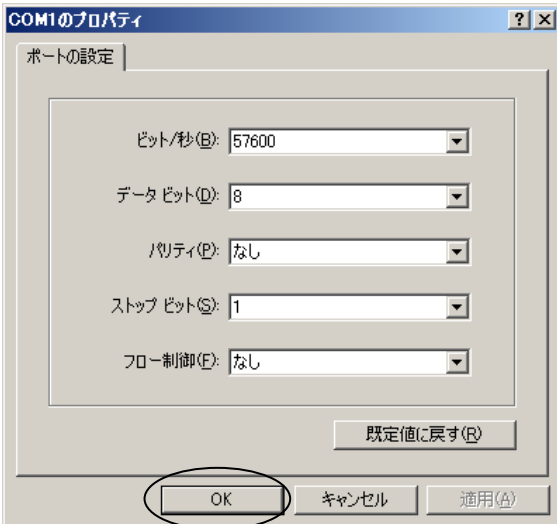 COM1のプロパティ
ポートの設定
ビット/秒(B): 57600
データ ビット(D): 8
パリティ(P): なし
ストップ ビット(S): 1
フロー制御(F): なし
既定値に戻す(R)
OK キャンセル 適用(A)